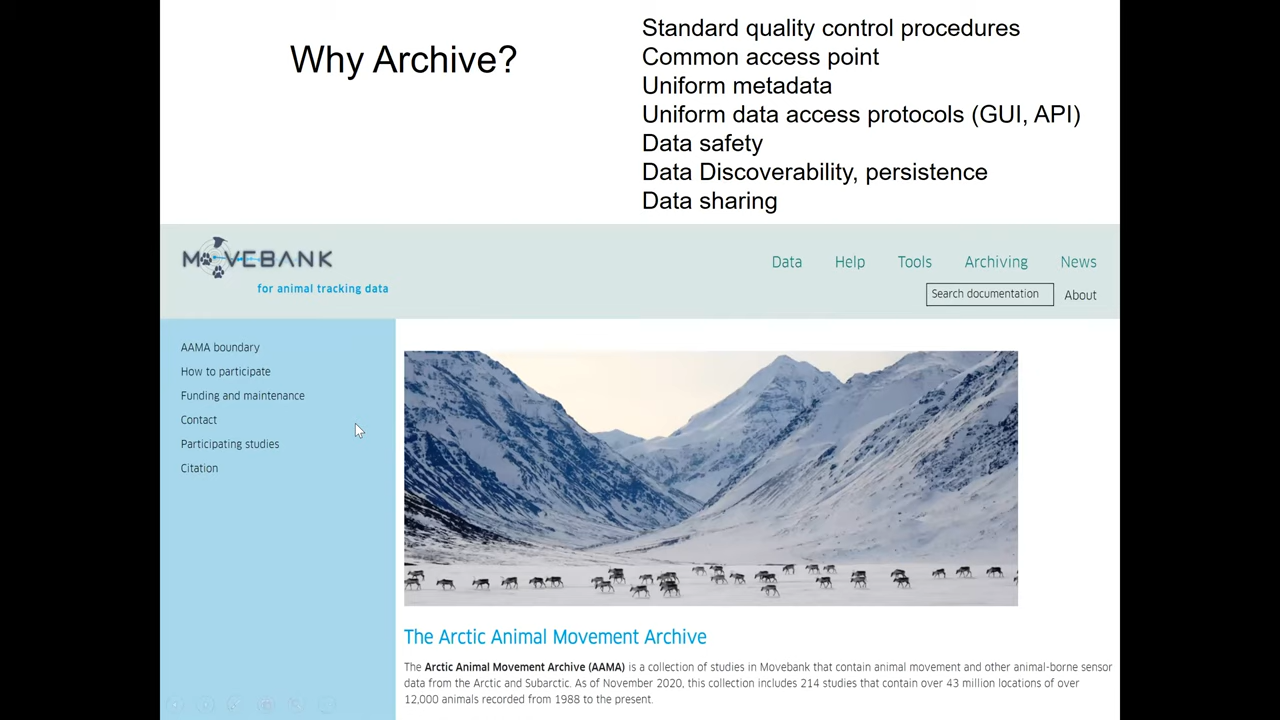 Why Archive?
Standard quality control procedures
Common access point
Uniform metadata
Uniform data access protocols (GUI, API)
Data safety
Data Discoverability, persistence
Data sharing
MOVEBANK
for animal tracking data
Data Help Tools Archiving News
Search documentation About
AAMA boundary
How to participate
Funding and maintenance
Contact
Participating studies
Citation
The Arctic Animal Movement Archive
The Arctic Animal Movement Archive (AAMA) is a collection of studies in Movebank that contain animal movement and other animal-borne sensor
data from the Arctic and Subarctic. As of November 2020, this collection includes 214 studies that contain over 43 million locations of over
12,000 animals recorded from 1988 to the present.